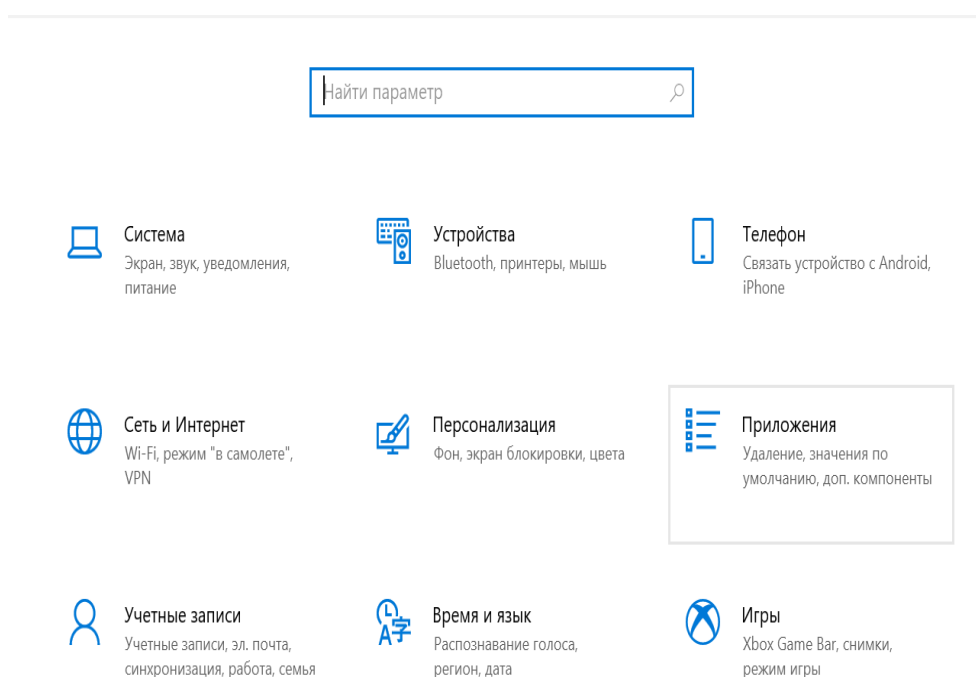 Найти параметр
Система
Экран, звук, уведомления,
питание
Устройства
Bluetooth, принтеры, мышь
Телефон
Связать устройство с Android,
iPhone
Сеть и Интернет
Wi-Fi, режим "в самолете",
VPN
Персонализация
Фон, экран блокировки, цвета
Приложения
Удаление, значения по
умолчанию, доп. компоненты
Учетные записи
Учетные записи, эл. почта,
синхронизация, работа, семья
Время и язык
Распознавание голоса,
регион, дата
Игры
Xbox Game Bar, снимки,
режим игры